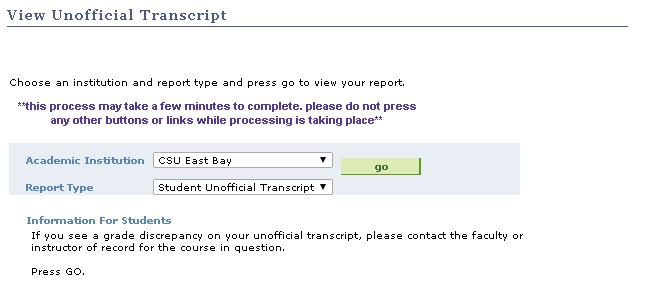 View Unofficial Transcript
Choose an institution and report type and press go to view your report.
**this process may take a few minutes to complete. please do not press
any other buttons or links while processing is taking place**
Academic Institution CSU East Bay go
Report Type Student Unofficial Transcript
Information For Students
If you see a grade discrepancy on your unofficial transcript, please contact the faculty or
instructor of record for the course in question.
Press GO.